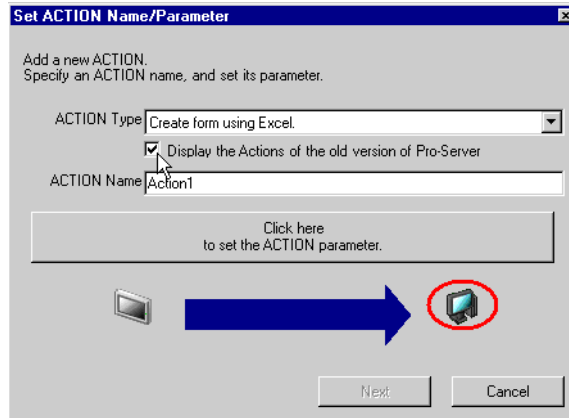 Set ACTION Name/Parameter
Add a new ACTION.
Specify an ACTION name, and set its parameter.
ACTION Type Create form using Excel.
Display the Actions of the old version of Pro-Server
ACTION Name Action1
Click here
to set the ACTION parameter.
Next Cancel